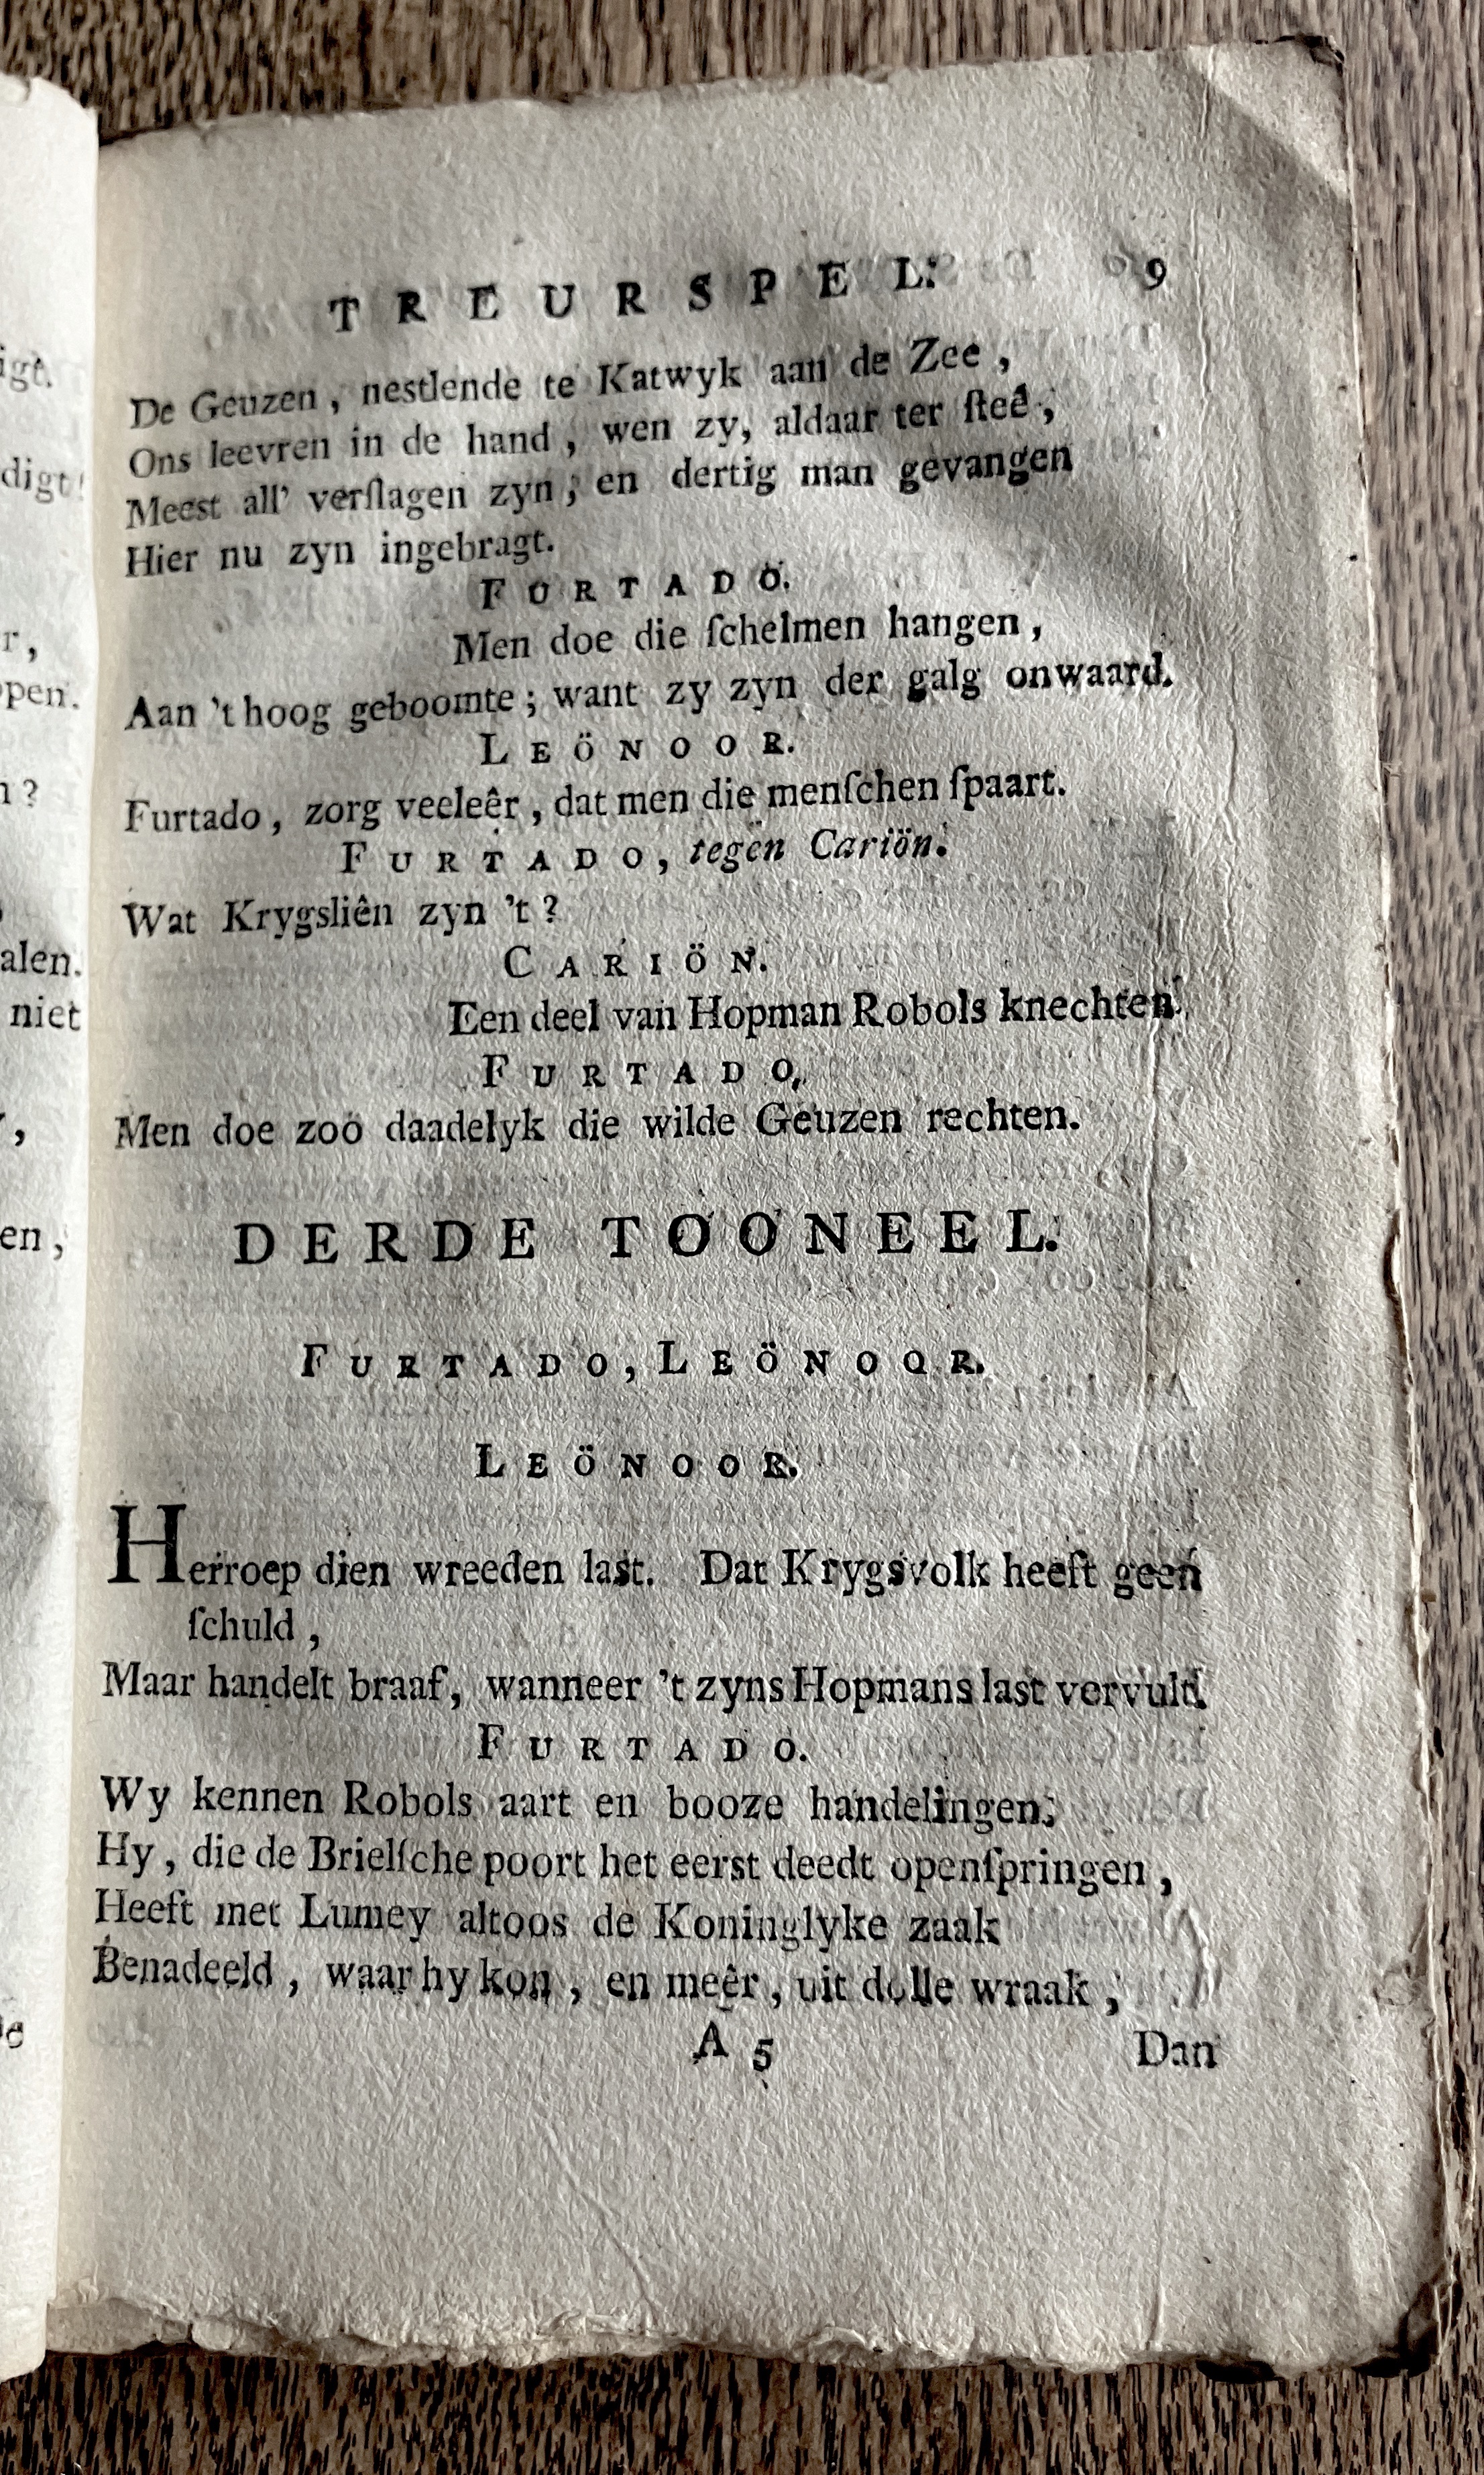 TREURSPEL. 9
De Geuzen, nestlende te Katwyk aan de Zee,
Ons leevren in de hand, wen zy, aldaar ter ſteê,
Meest all' verſlagen zyn; en dertig man gevangen
Hier nu zyn ingebragt.
FURTADO.
Men doe die ſchelmen hangen,
Aan 't hoog geboomte; want zy zyn der galg onwaard.
LEÖNOOR.
Furtado, zorg veeleêr, dat men die menſchen ſpaart.
FURTADO, tegen Cariön.
Wat Krygsliên zyn 't?
CARIÖN.
Een deel van Hopman Robols knechten.
FURTADO.
Men doe zoo daadelyk die wilde Geuzen rechten.
DERDE TOONEEL.
FURTADO, LEÖNOOR.
LEÖNOOR.
Herroep dien wreeden last. Dat Krygsvolk heeft geen
ſchuld,
Maar handelt braaf, wanneer 't zyns Hopmans last vervult.
FURTADO.
Wy kennen Robols aart en booze handelingen.
Hy, die de Brielſche poort het eerst deedt openſpringen,
Heeft met Lumey altoos de Koninglyke zaak
Benadeeld, waar hy kon, en meêr, uit dolle wraak,
A 5 Dan